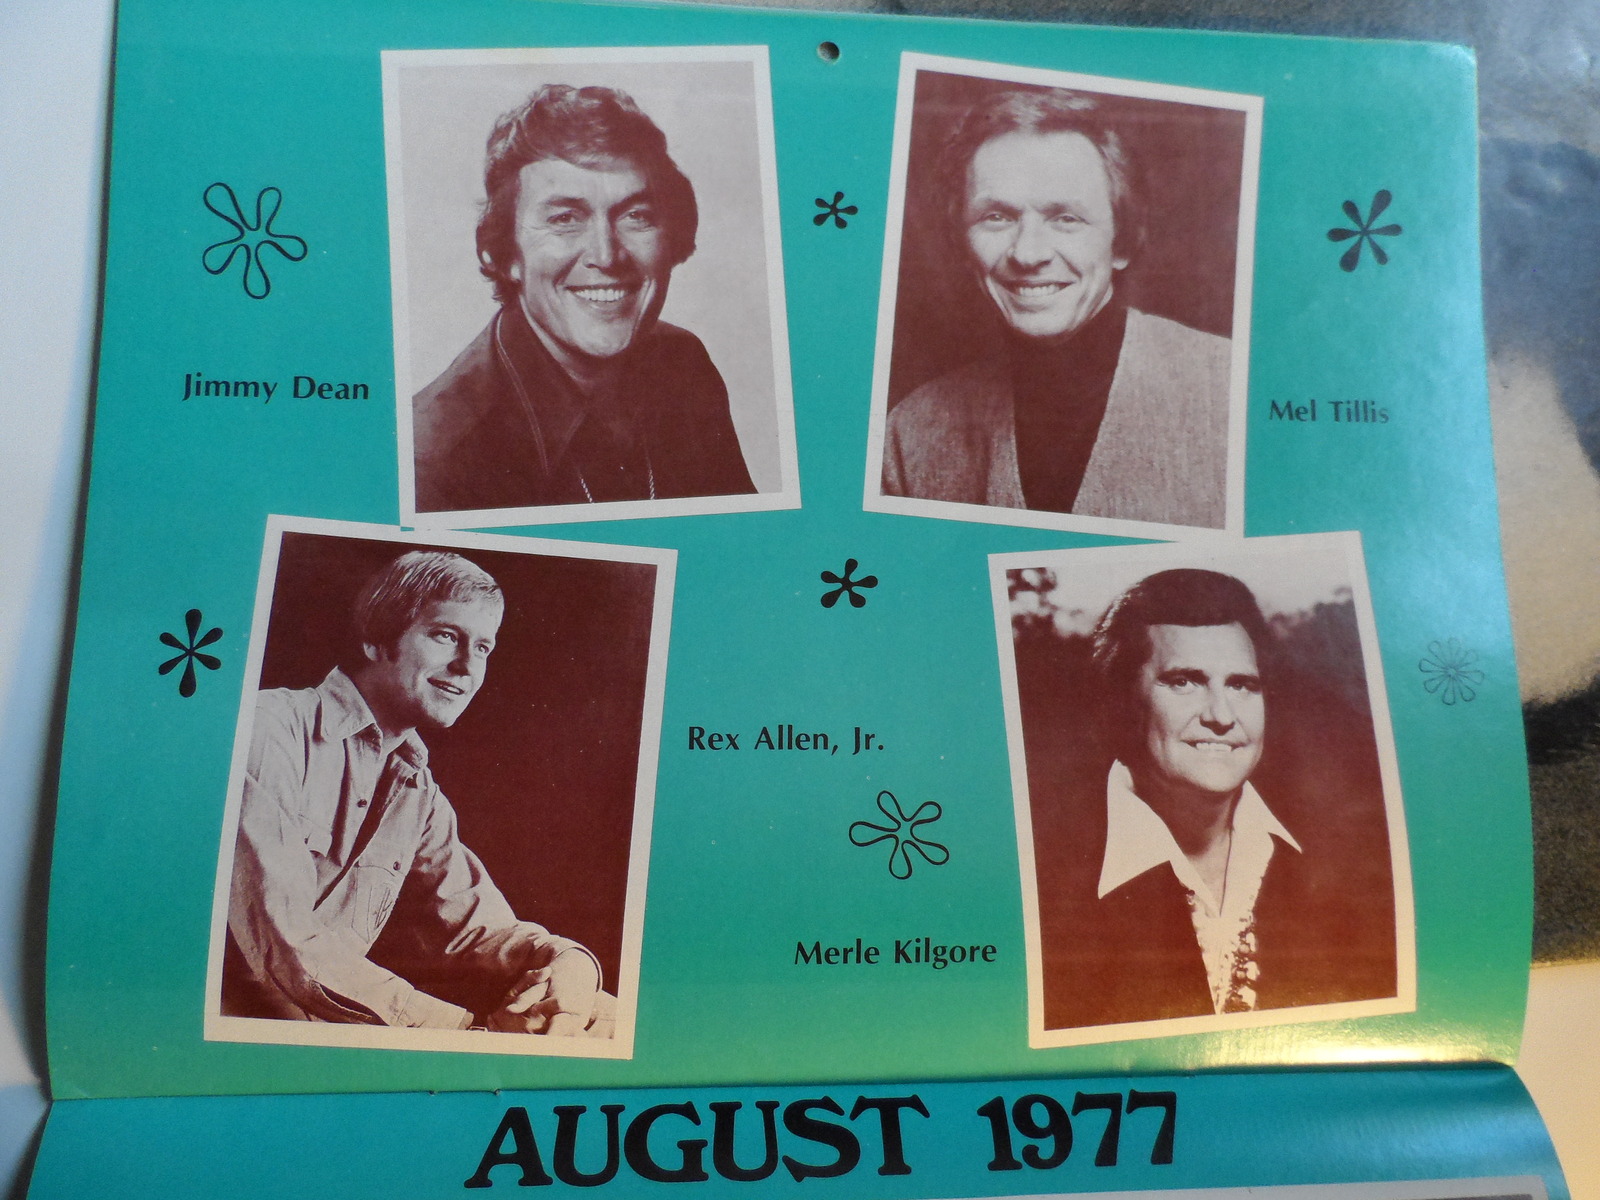 Jimmy Dean
Mel Tillis
Rex Allen, Jr.
Merle Kilgore
AUGUST 1977